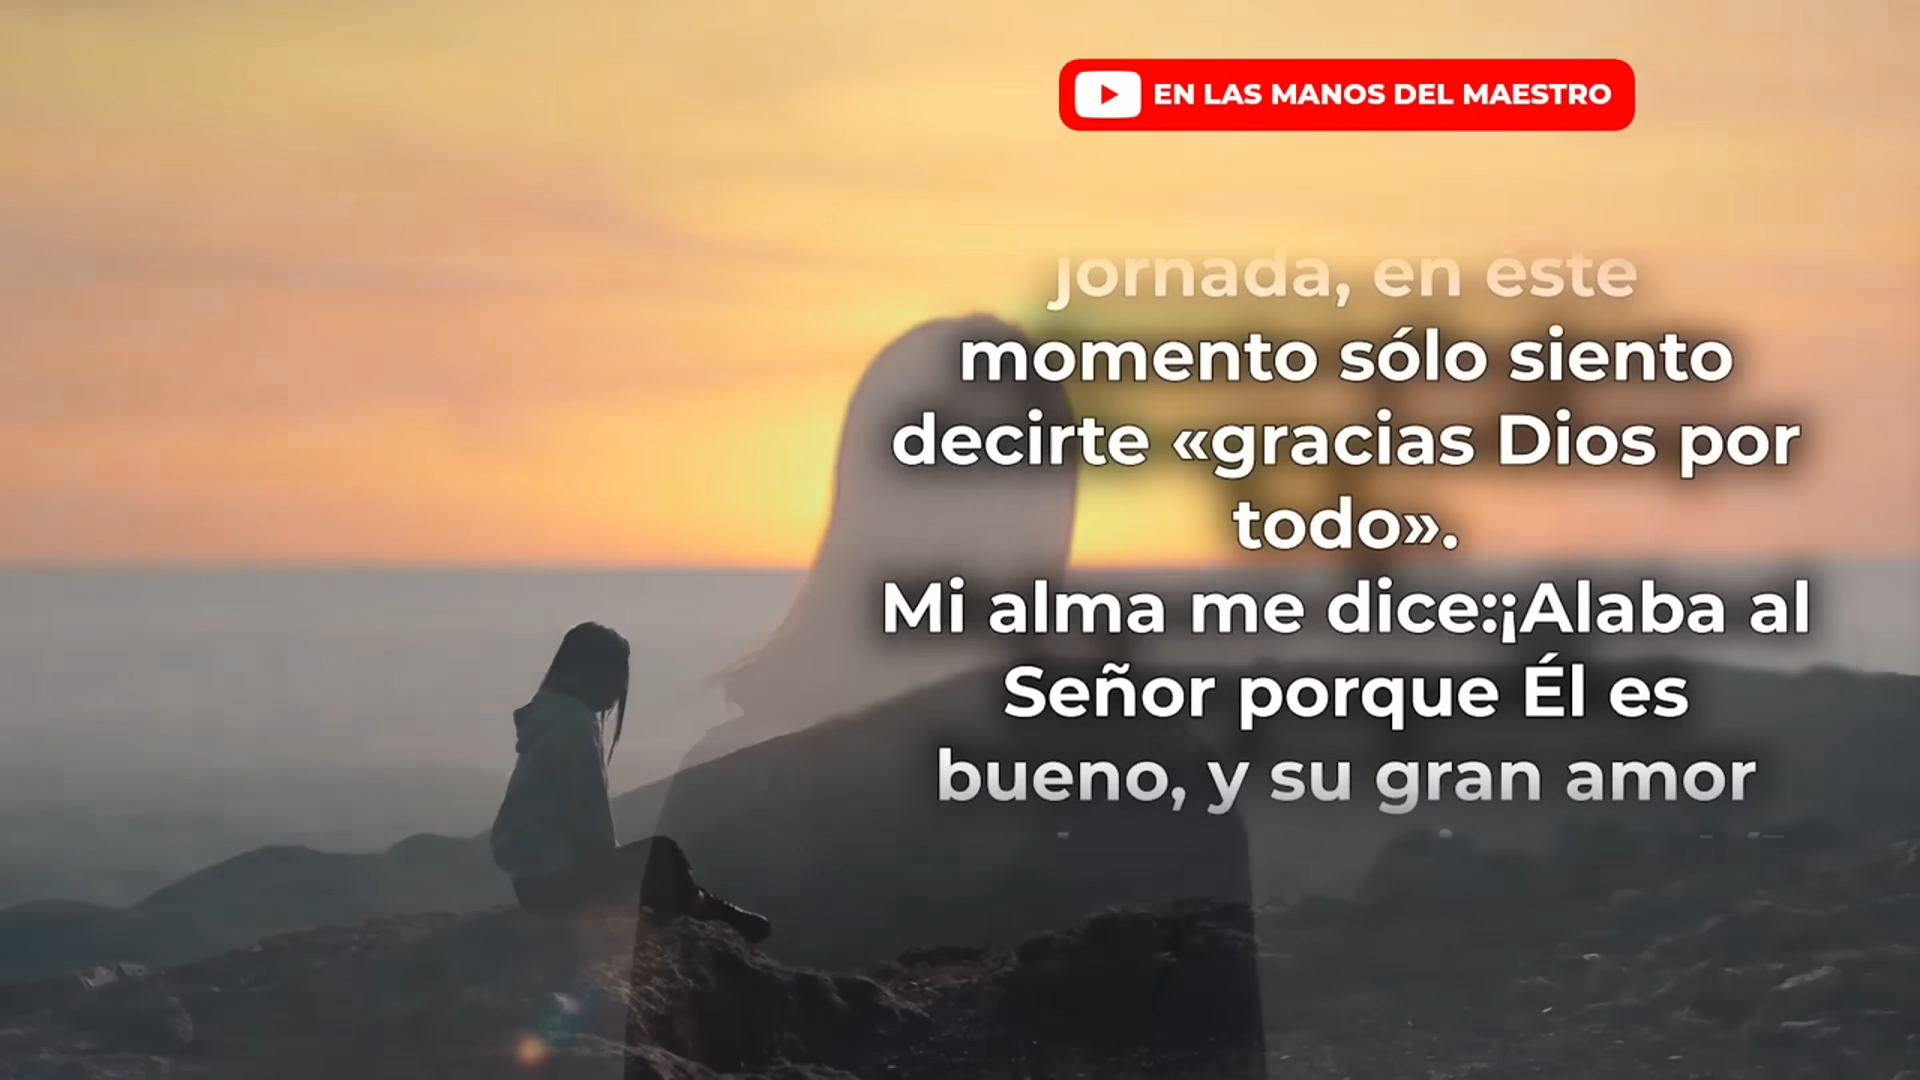 EN LAS MANOS DEL MAESTRO
jornada, en este
momento sólo siento
decirte «gracias Dios por
todo».
Mi alma me dice:¡Alaba al
Señor porque Él es
bueno, y su gran amor